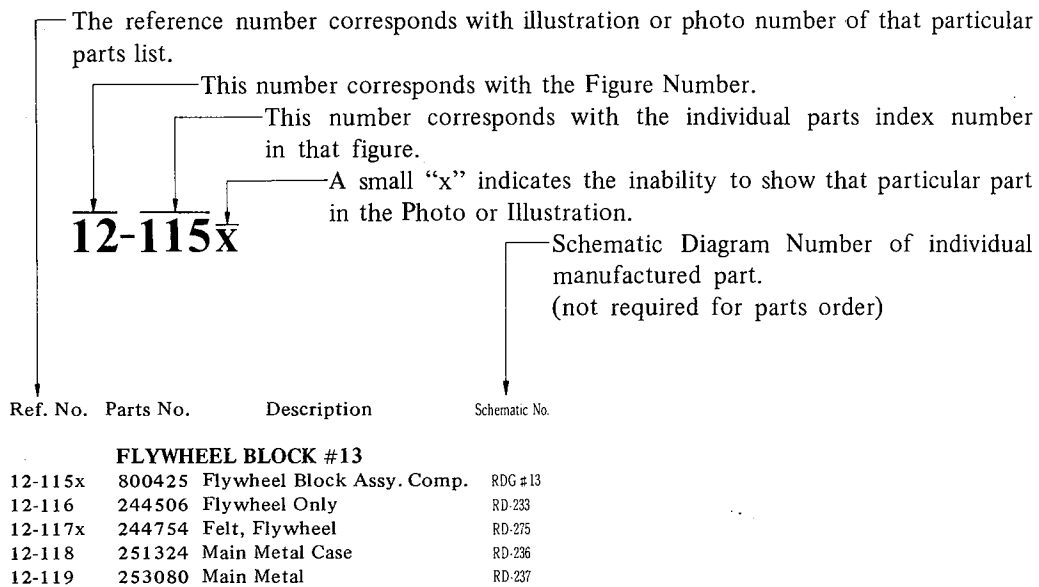 The reference number corresponds with illustration or photo number of that particular
parts list.
This number corresponds with the Figure Number.
This number corresponds with the individual parts index number
in that figure.
A small “x” indicates the inability to show that particular part
in the Photo or Illustration.
12-115x
Schematic Diagram Number of individual
manufactured part.
(not required for parts order)
Ref. No. Parts No. Description Schematic No.
FLYWHEEL BLOCK #13
12-115x 800425 Flywheel Block Assy. Comp. RDG #13
12-116 244506 Flywheel Only RD-233
12-117x 244754 Felt, Flywheel RD-275
12-118 251324 Main Metal Case RD-236
12-119 253080 Main Metal RD-237